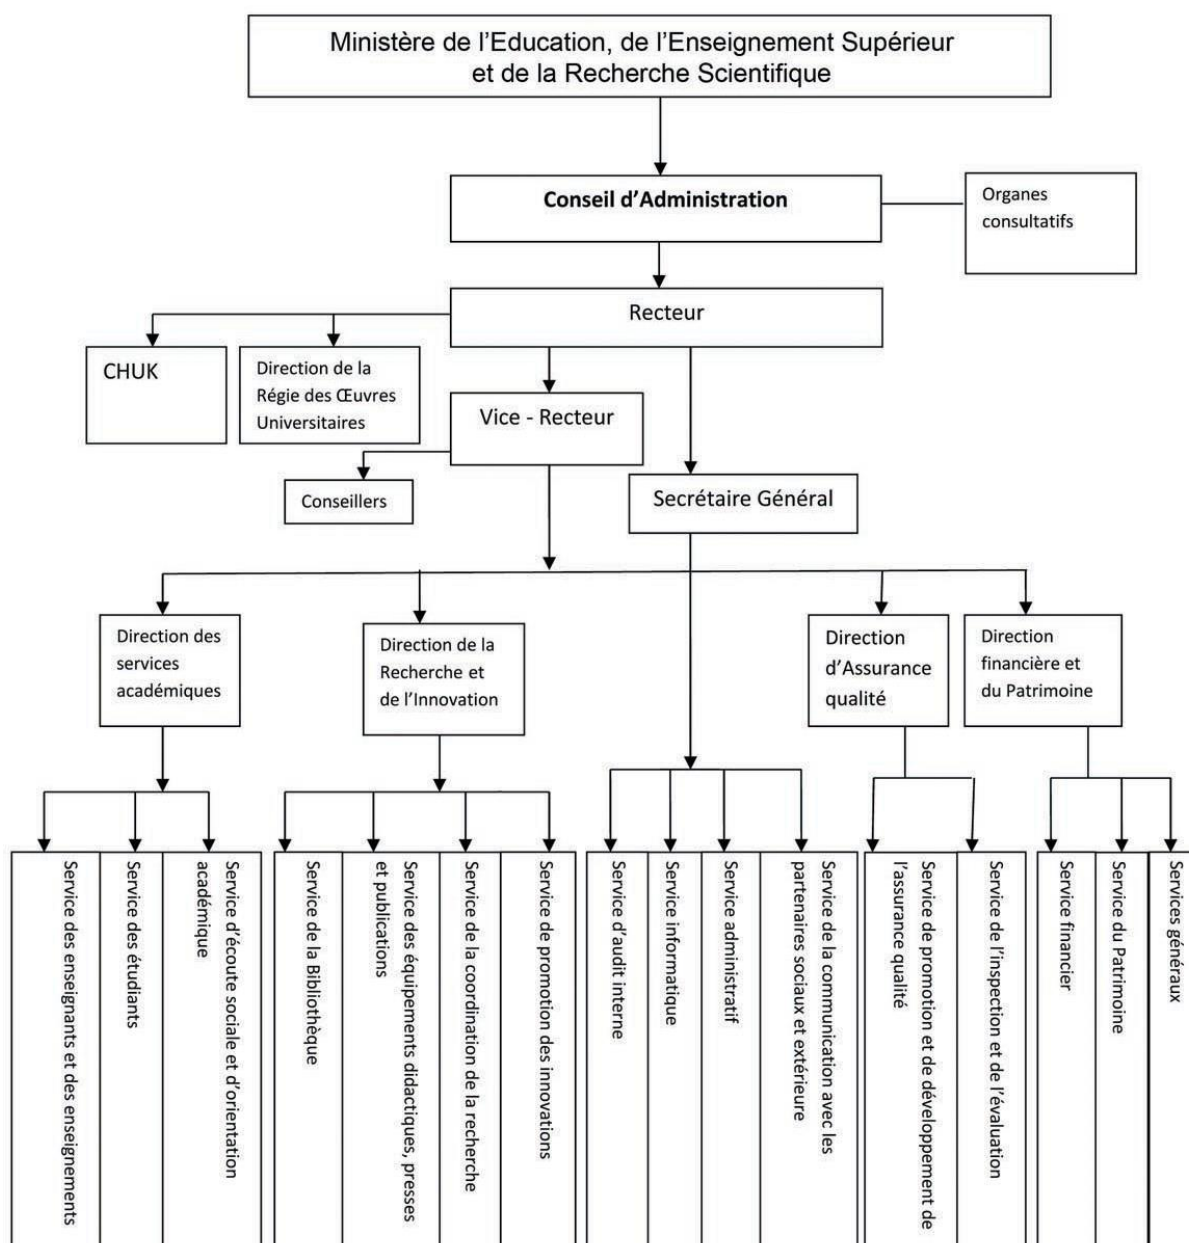 Ministère de l'Education, de l'Enseignement Supérieur
et de la Recherche Scientifique
Conseil d'Administration
Organes
consultatifs
Recteur
CHUK
Direction de la
Régie des Œuvres
Universitaires
Vice - Recteur
Conseillers
Secrétaire Général
Direction des
services
académiques
Direction de la
Recherche et
de l'Innovation
Direction
d'Assurance
qualité
Direction
financière et
du Patrimoine
Service des enseignants et des enseignements
Service des étudiants
Service d'écoute sociale et d'orientation
académique
Service de la Bibliothèque
Service des équipements didactiques, presses
et publications
Service de la coordination de la recherche
Service de promotion des innovations
Service d'audit interne
Service informatique
Service administratif
Service de la communication avec les
partenaires sociaux et extérieure
Service de promotion et de développement de
l'assurance qualité
Service de l'inspection et de l'évaluation
Service financier
Service du Patrimoine
Services généraux